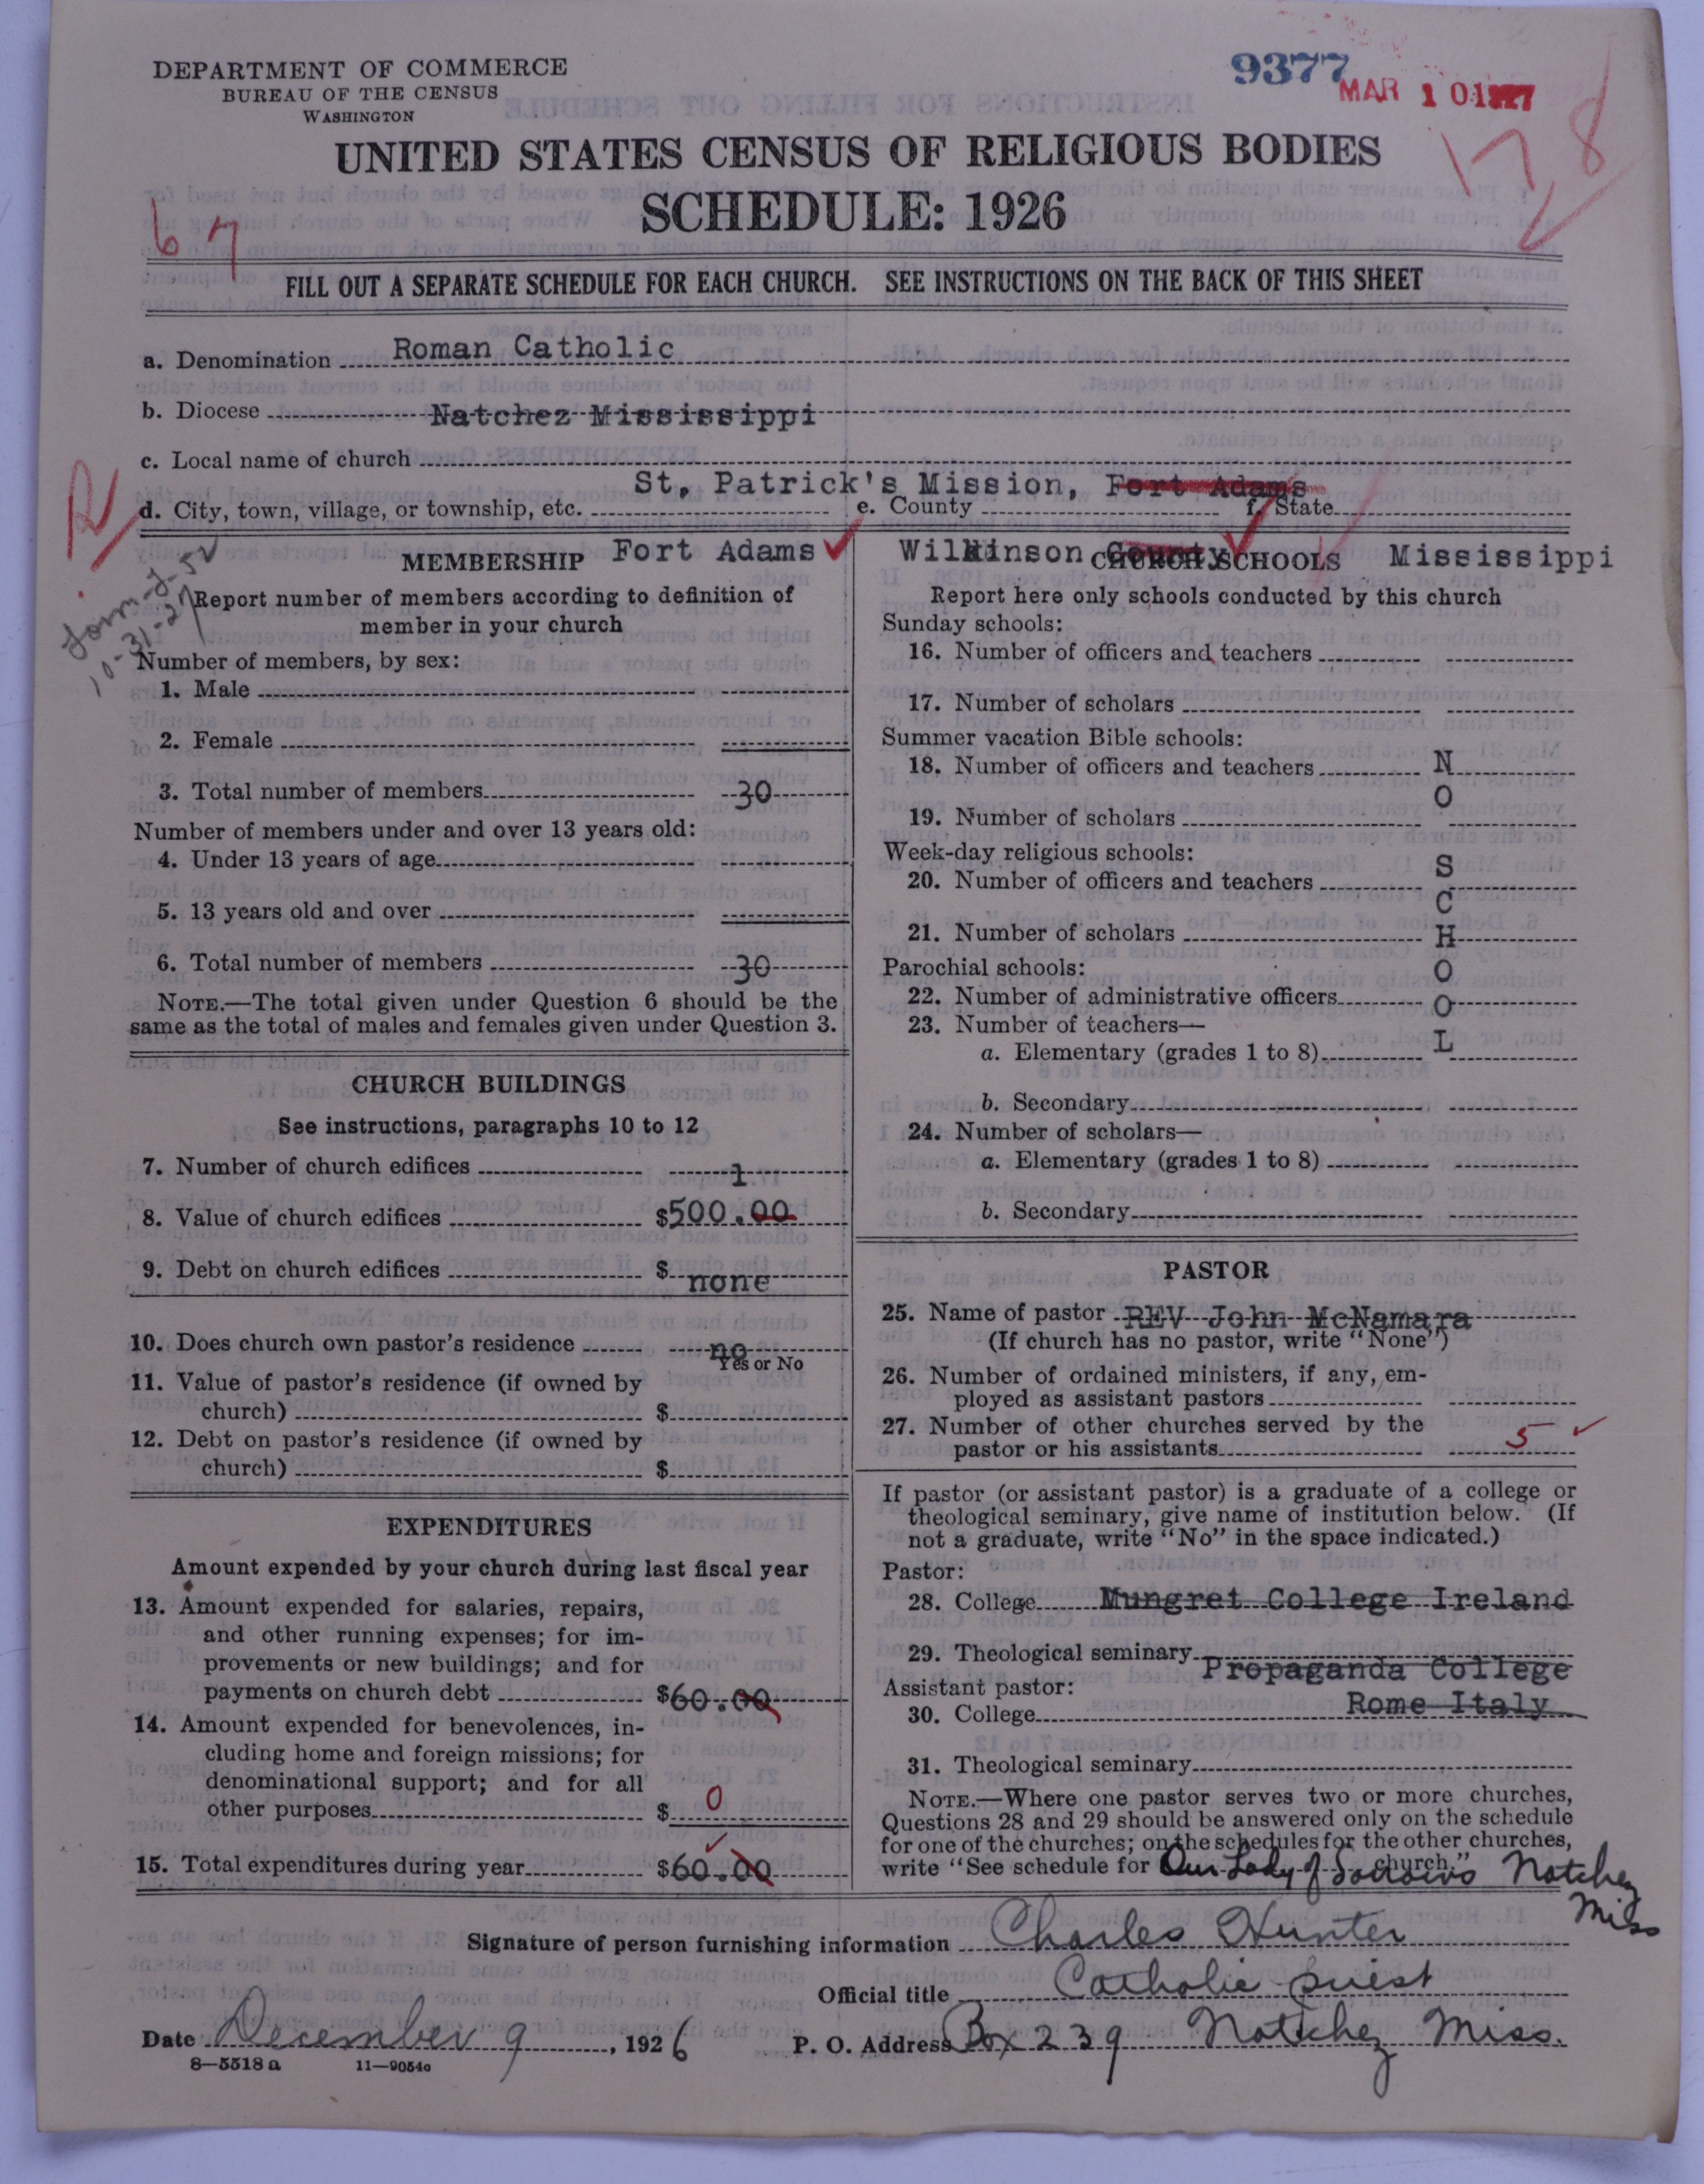 DEPARTMENT OF COMMERCE
BUREAU OF THE CENSUS
WASHINGTON
9377
MAR 10 1927
UNITED STATES CENSUS OF RELIGIOUS BODIES
SCHEDULE: 1926
67
178
FILL OUT A SEPARATE SCHEDULE FOR EACH CHURCH. SEE INSTRUCTIONS ON THE BACK OF THIS SHEET
a. Denomination Roman Catholic
b. Diocese Natchez Mississippi
c. Local name of church
St. Patrick's Mission, Fort Adams
d. City, town, village, or township, etc. e. County f. State
R
Fort Adams Wilkinson County Mississippi
10-31-27
MEMBERSHIP
Report number of members according to definition of
member in your church
Number of members, by sex:
1. Male
2. Female
3. Total number of members 30
Number of members under and over 13 years old:
4. Under 13 years of age
5. 13 years old and over
6. Total number of members 30
NOTE.—The total given under Question 6 should be the
same as the total of males and females given under Question 3.
CHURCH BUILDINGS
See instructions, paragraphs 10 to 12
7. Number of church edifices 1
8. Value of church edifices $500.00
9. Debt on church edifices $ none
10. Does church own pastor's residence no
Yes or No
11. Value of pastor's residence (if owned by
church) $
12. Debt on pastor's residence (if owned by
church) $
EXPENDITURES
Amount expended by your church during last fiscal year
13. Amount expended for salaries, repairs,
and other running expenses; for im-
provements or new buildings; and for
payments on church debt $60.00
14. Amount expended for benevolences, in-
cluding home and foreign missions; for
denominational support; and for all
other purposes $ 0
15. Total expenditures during year $60.00
CHURCH SCHOOLS
Report here only schools conducted by this church
Sunday schools:
16. Number of officers and teachers
17. Number of scholars
Summer vacation Bible schools:
18. Number of officers and teachers N
O
19. Number of scholars
Week-day religious schools:
S
20. Number of officers and teachers
C
21. Number of scholars H
Parochial schools: O
22. Number of administrative officers O
23. Number of teachers—
a. Elementary (grades 1 to 8) L
b. Secondary
24. Number of scholars—
a. Elementary (grades 1 to 8)
b. Secondary
PASTOR
25. Name of pastor REV John McNamara
(If church has no pastor, write "None")
26. Number of ordained ministers, if any, em-
ployed as assistant pastors
27. Number of other churches served by the
pastor or his assistants 5
If pastor (or assistant pastor) is a graduate of a college or
theological seminary, give name of institution below. (If
not a graduate, write "No" in the space indicated.)
Pastor:
28. College Mungret College Ireland
29. Theological seminary Propaganda College
Assistant pastor:
Rome Italy
30. College
31. Theological seminary
NOTE.—Where one pastor serves two or more churches,
Questions 28 and 29 should be answered only on the schedule
for one of the churches; on the schedules for the other churches,
write "See schedule for Our Lady of Sorrows church." Natchez
Miss
Signature of person furnishing information Charles Hunter
Official title Catholic priest
Date December 9, 1926 P. O. Address Box 239 Natchez Miss.
8—5518 a 11—9054o